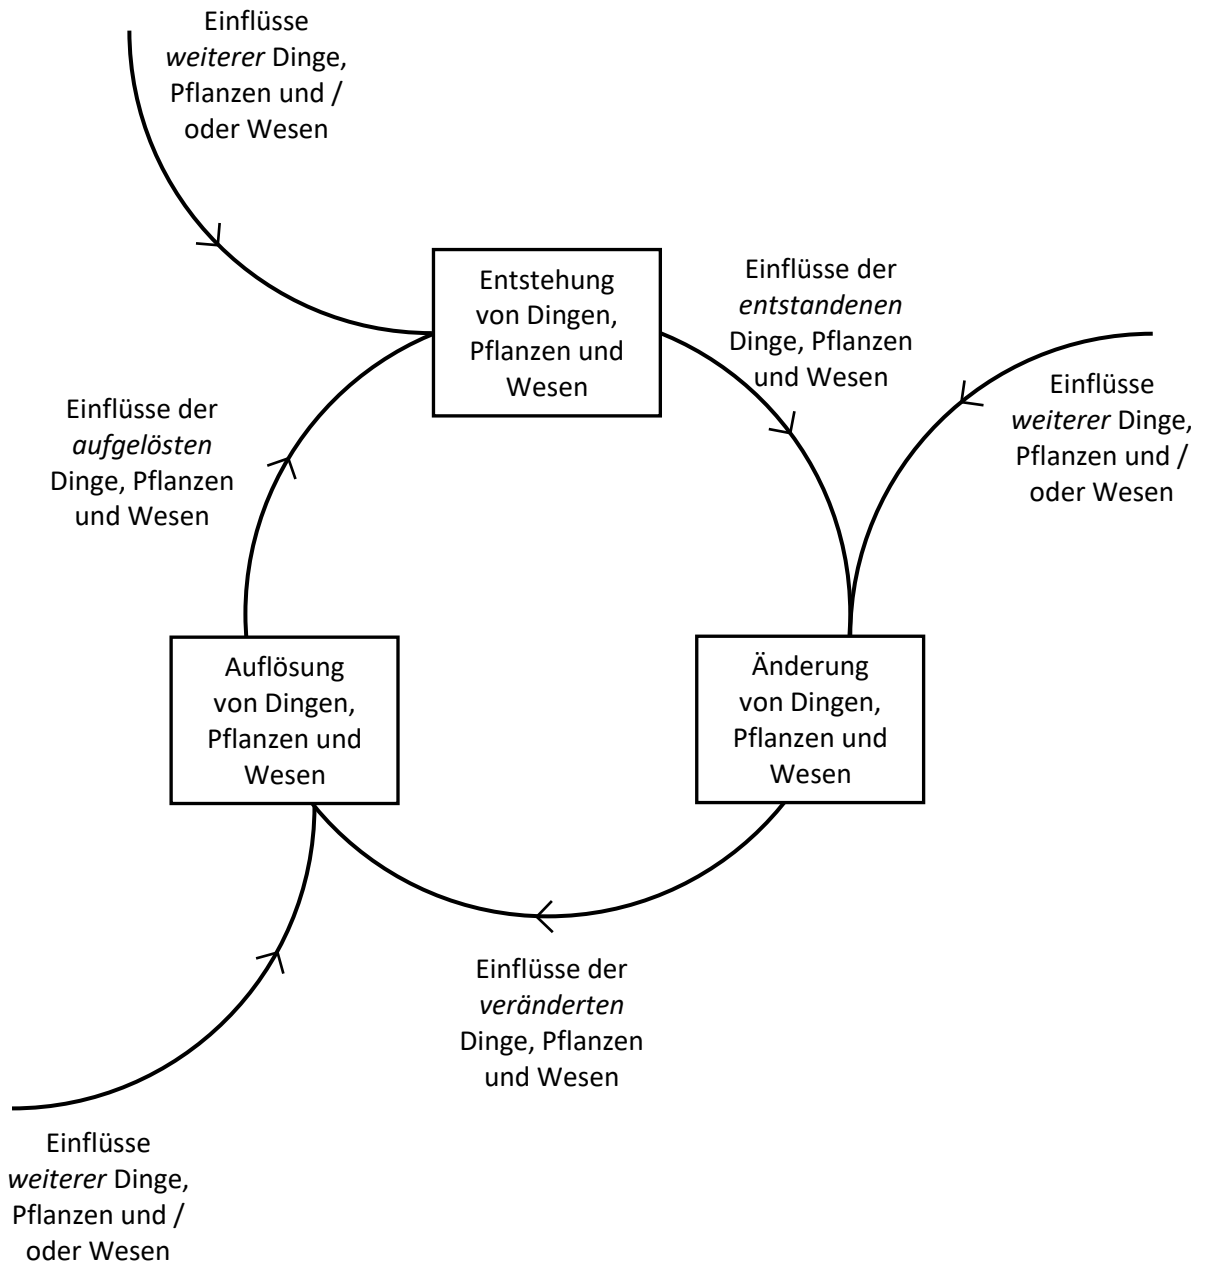 Einflüsse
weiterer Dinge,
Pflanzen und /
oder Wesen
Entstehung
von Dingen,
Pflanzen und
Wesen
Einflüsse der
entstandenen
Dinge, Pflanzen
und Wesen
Einflüsse
weiterer Dinge,
Pflanzen und /
oder Wesen
Einflüsse der
aufgelösten
Dinge, Pflanzen
und Wesen
Auflösung
von Dingen,
Pflanzen und
Wesen
Änderung
von Dingen,
Pflanzen und
Wesen
Einflüsse der
veränderten
Dinge, Pflanzen
und Wesen
Einflüsse
weiterer Dinge,
Pflanzen und /
oder Wesen